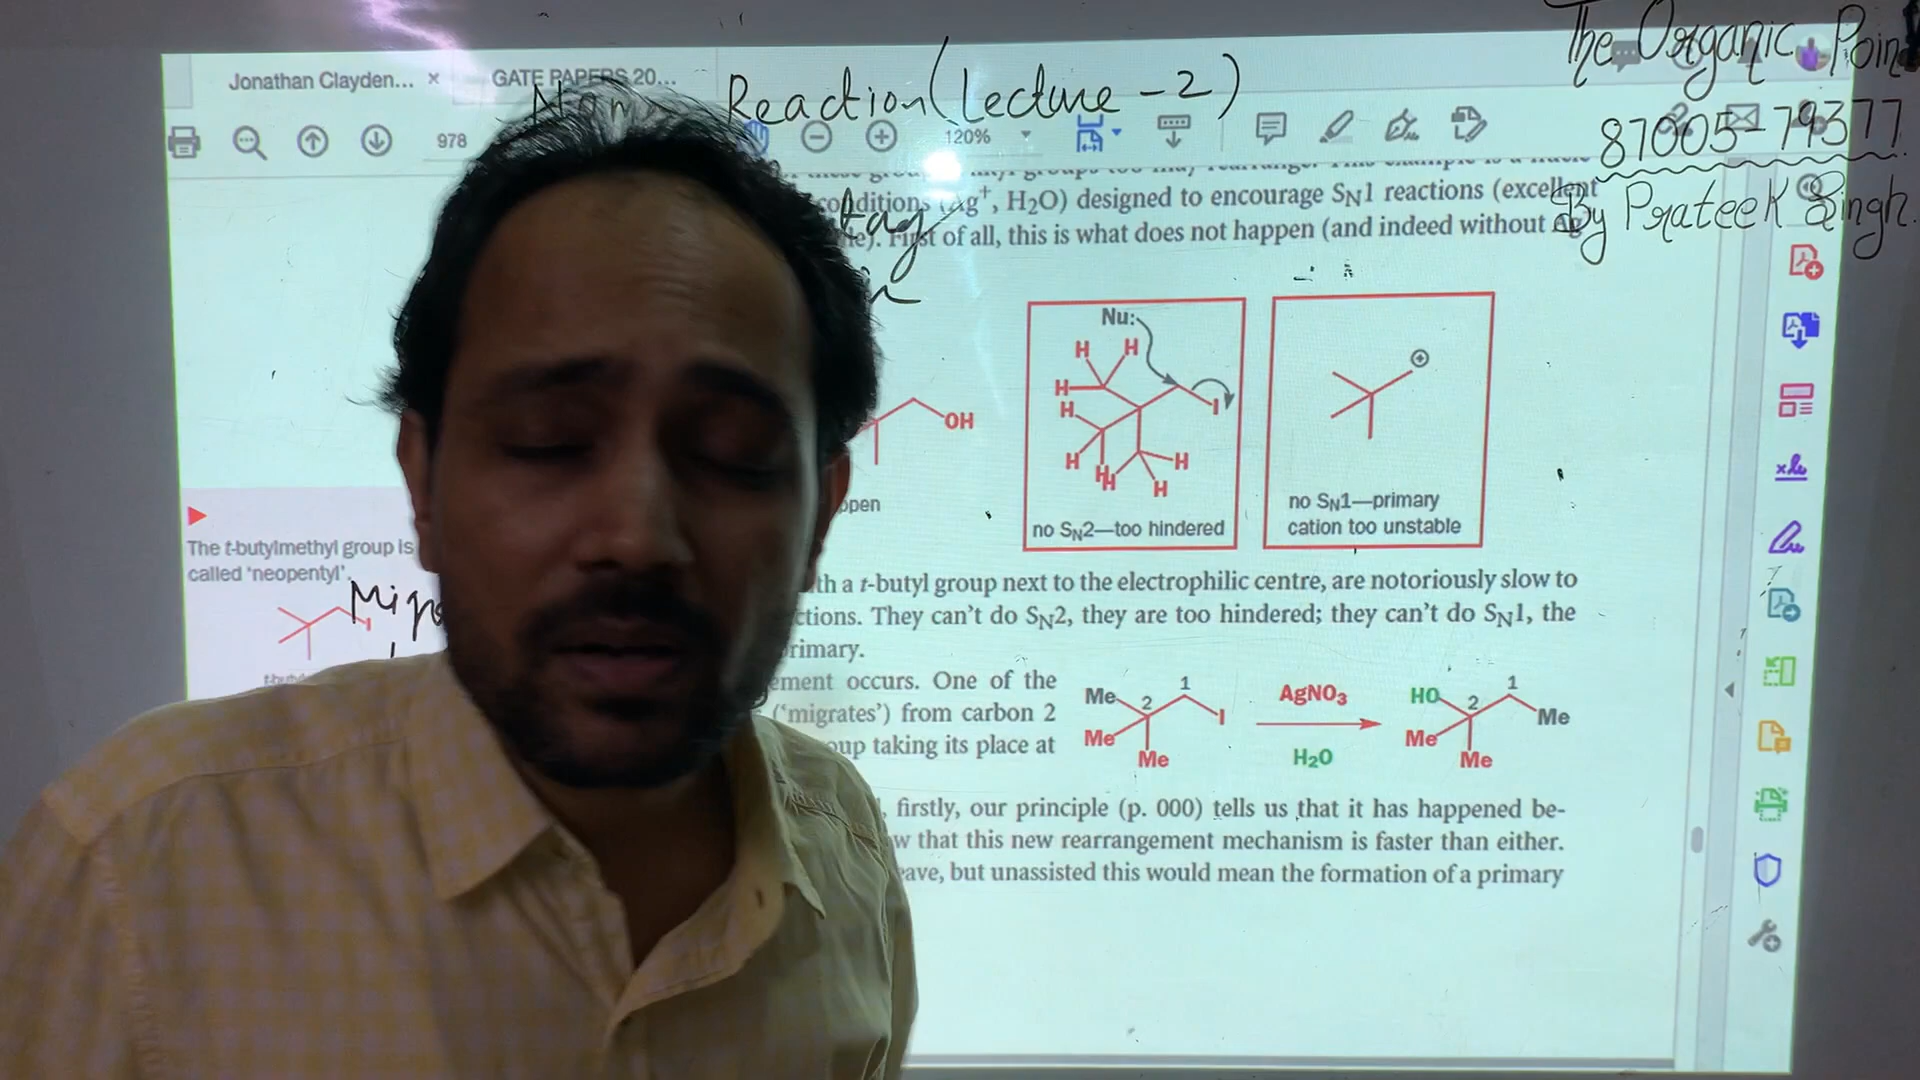 The Organic Poin
Reaction (Lecture -2)
87005-79377
By Prateek Singh.
Jonathan Clayden... ×
GATE PAPERS 20...
978
120%
conditions (Ag+, H2O) designed to encourage SN1 reactions (excellent
First of all, this is what does not happen (and indeed without Ag
Nu:
H H
H
H
H H H H
H
I
no SN2—too hindered
⊕
no SN1—primary
cation too unstable
OH
The t-butylmethyl group is
called ‘neopentyl’.
I
th a t-butyl group next to the electrophilic centre, are notoriously slow to
ctions. They can’t do SN2, they are too hindered; they can’t do SN1, the
rimary.
ement occurs. One of the
(‘migrates’) from carbon 2
oup taking its place at
Me 2 1 I
Me
Me
AgNO3
H2O
HO 2 1 Me
Me
Me
, firstly, our principle (p. 000) tells us that it has happened be-
w that this new rearrangement mechanism is faster than either.
eave, but unassisted this would mean the formation of a primary